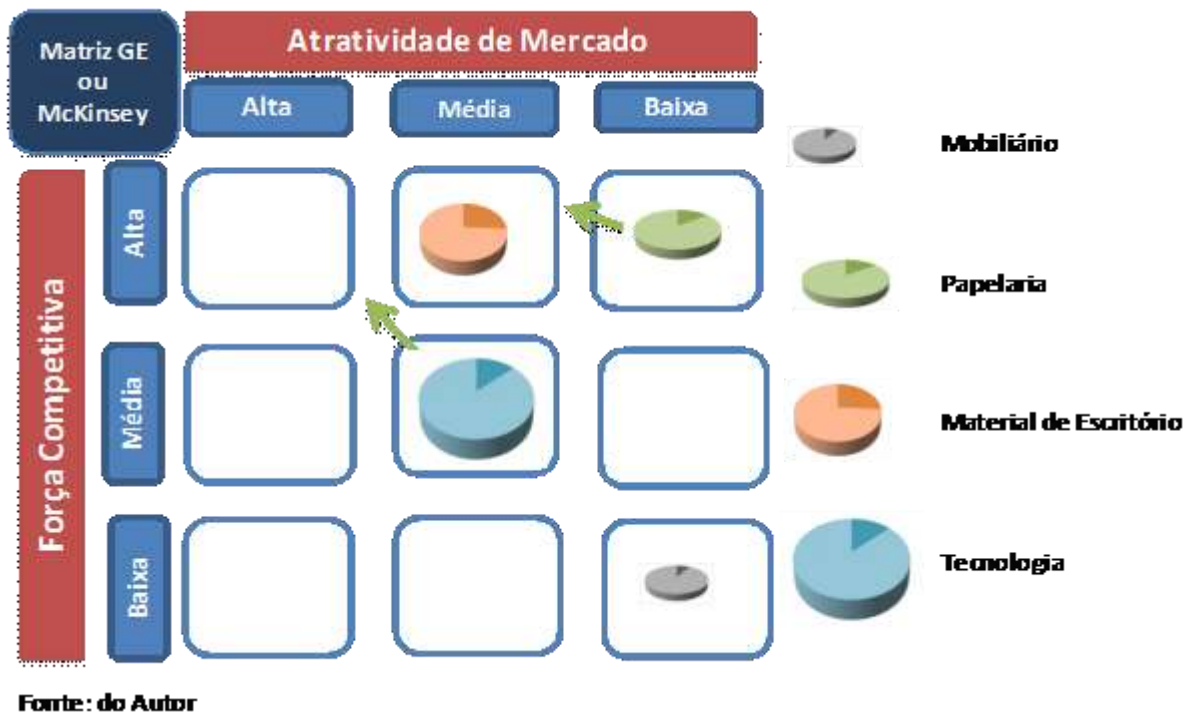 Matriz GE
ou
McKinsey
Atratividade de Mercado
Alta
Média
Baixa
Força Competitiva
Alta
Média
Baixa
Mobiliário
Papelaria
Material de Escritório
Tecnologia
Fonte: do Autor